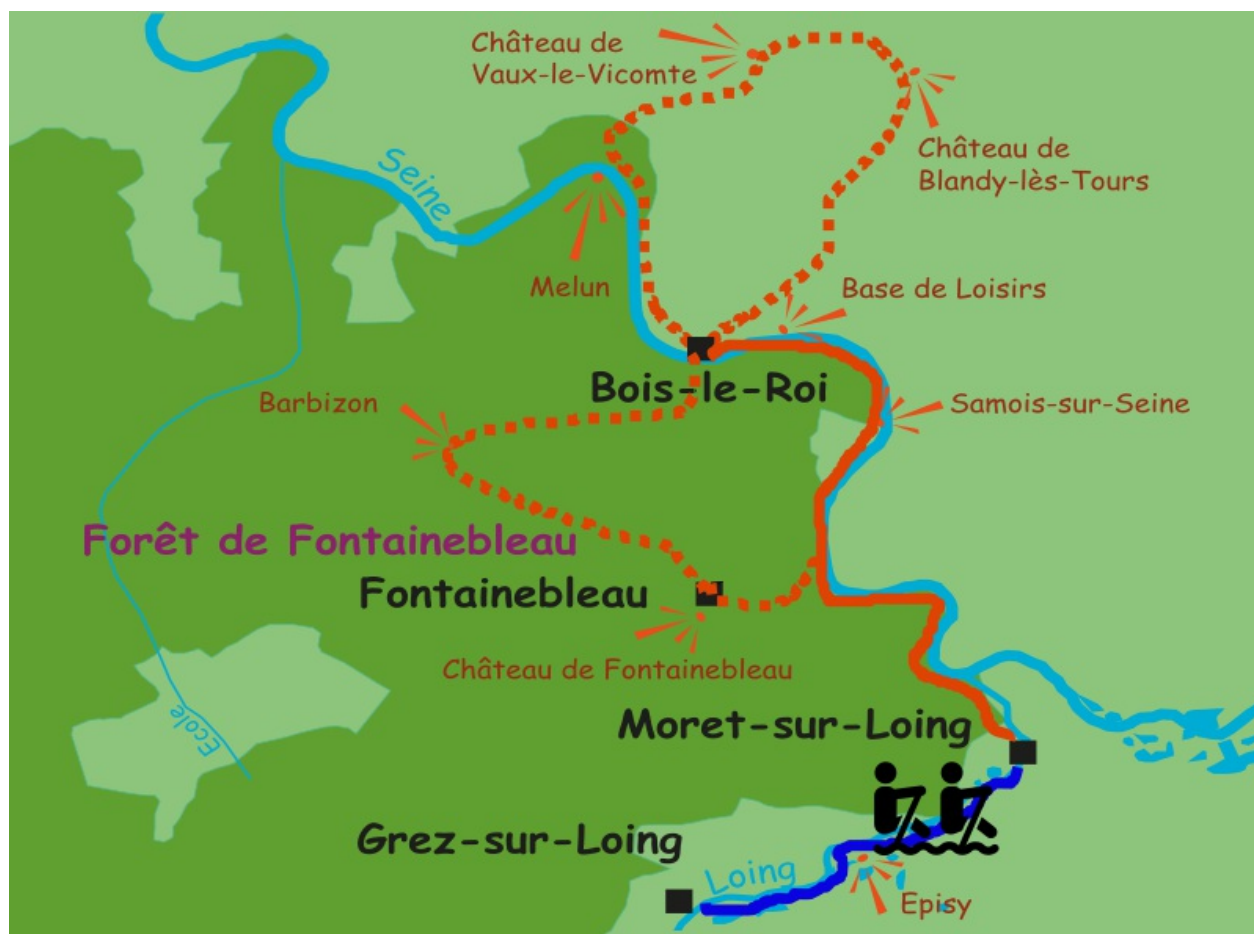 Château de
Vaux-le-Vicomte
Château de
Blandy-lès-Tours
Seine
Melun
Base de Loisirs
Bois-le-Roi
Barbizon
Samois-sur-Seine
Forêt de Fontainebleau
Fontainebleau
Château de Fontainebleau
Ecole
Moret-sur-Loing
Grez-sur-Loing
Loing
Episy